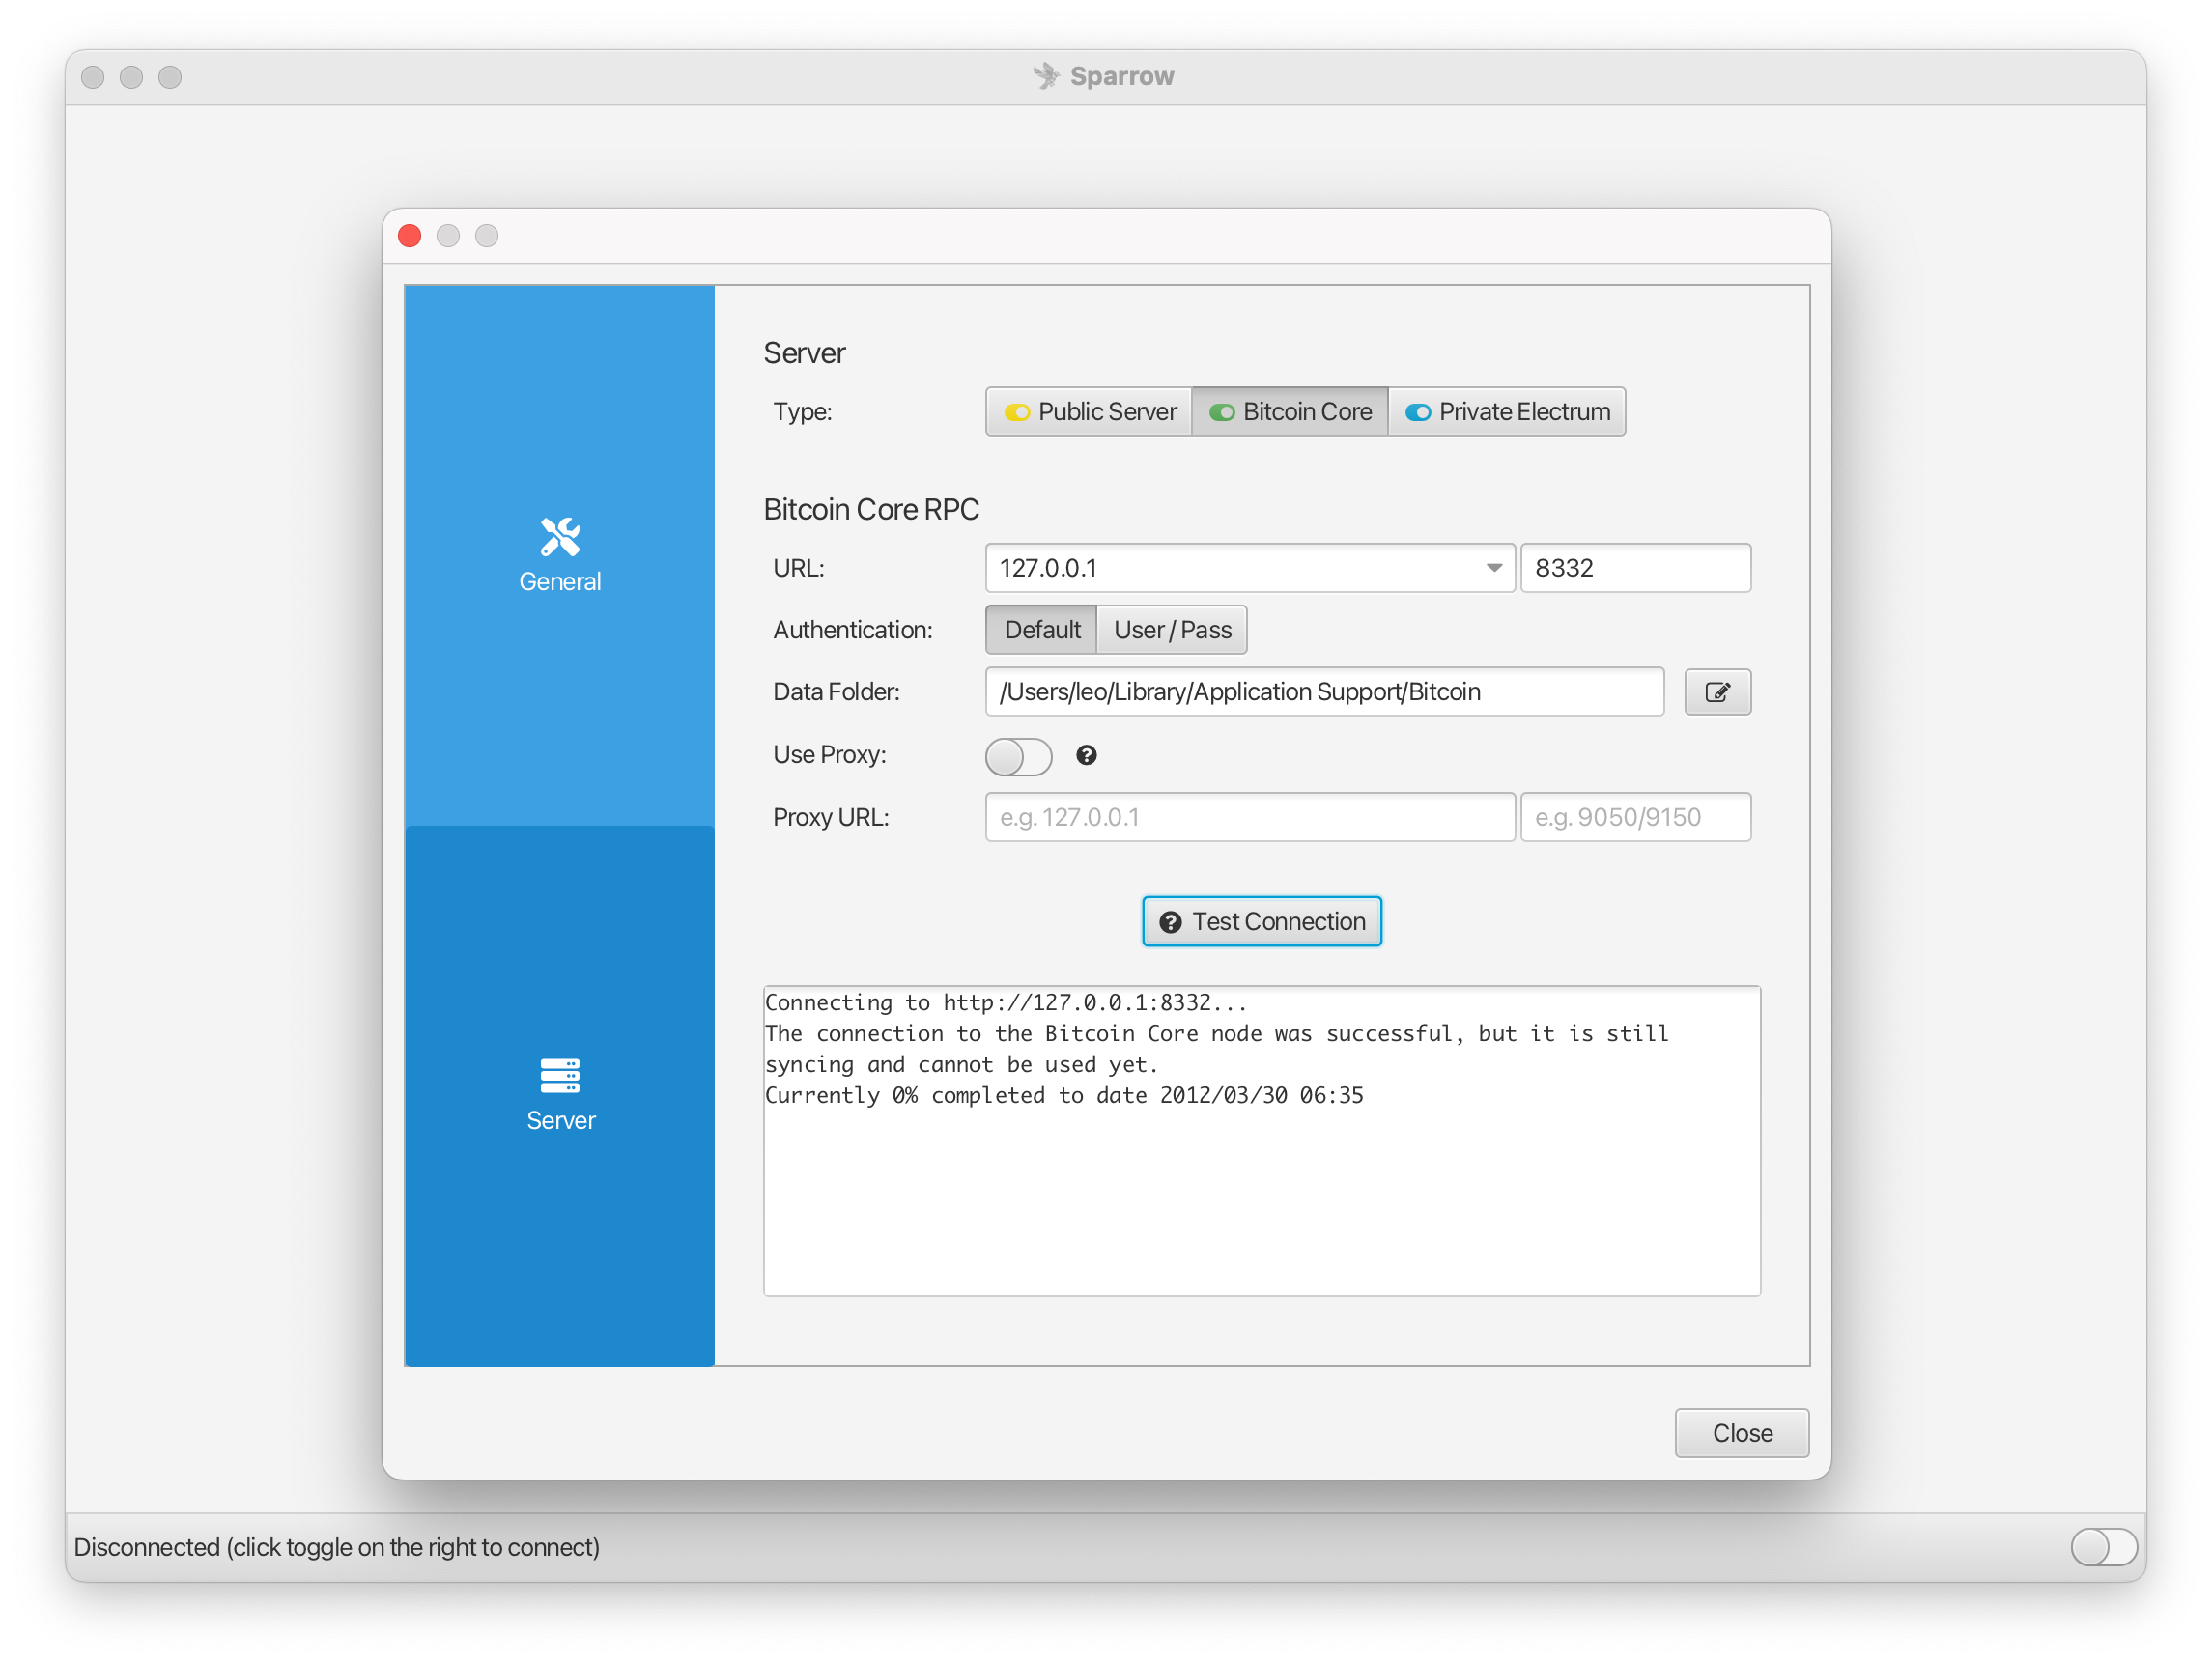 Sparrow
General
Server
Server
Type:
Public Server
Bitcoin Core
Private Electrum
Bitcoin Core RPC
URL:
127.0.0.1
8332
Authentication:
Default
User / Pass
Data Folder:
/Users/leo/Library/Application Support/Bitcoin
Use Proxy:
Proxy URL:
e.g. 127.0.0.1
e.g. 9050/9150
Test Connection
Connecting to http://127.0.0.1:8332...
The connection to the Bitcoin Core node was successful, but it is still
syncing and cannot be used yet.
Currently 0% completed to date 2012/03/30 06:35
Close
Disconnected (click toggle on the right to connect)